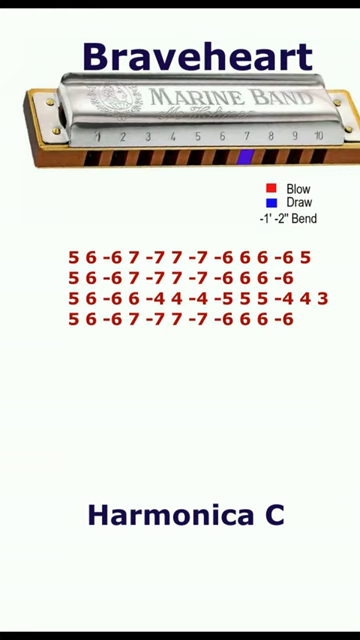 Braveheart
MARINE BAND
1 2 3 4 5 6 7 8 9 10
Blow
Draw
-1' -2" Bend
5 6 -6 7 -7 7 -7 -6 6 6 -6 5
5 6 -6 7 -7 7 -7 -6 6 6 -6
5 6 -6 6 -4 4 -4 -5 5 5 -4 4 3
5 6 -6 7 -7 7 -7 -6 6 6 -6
Harmonica C